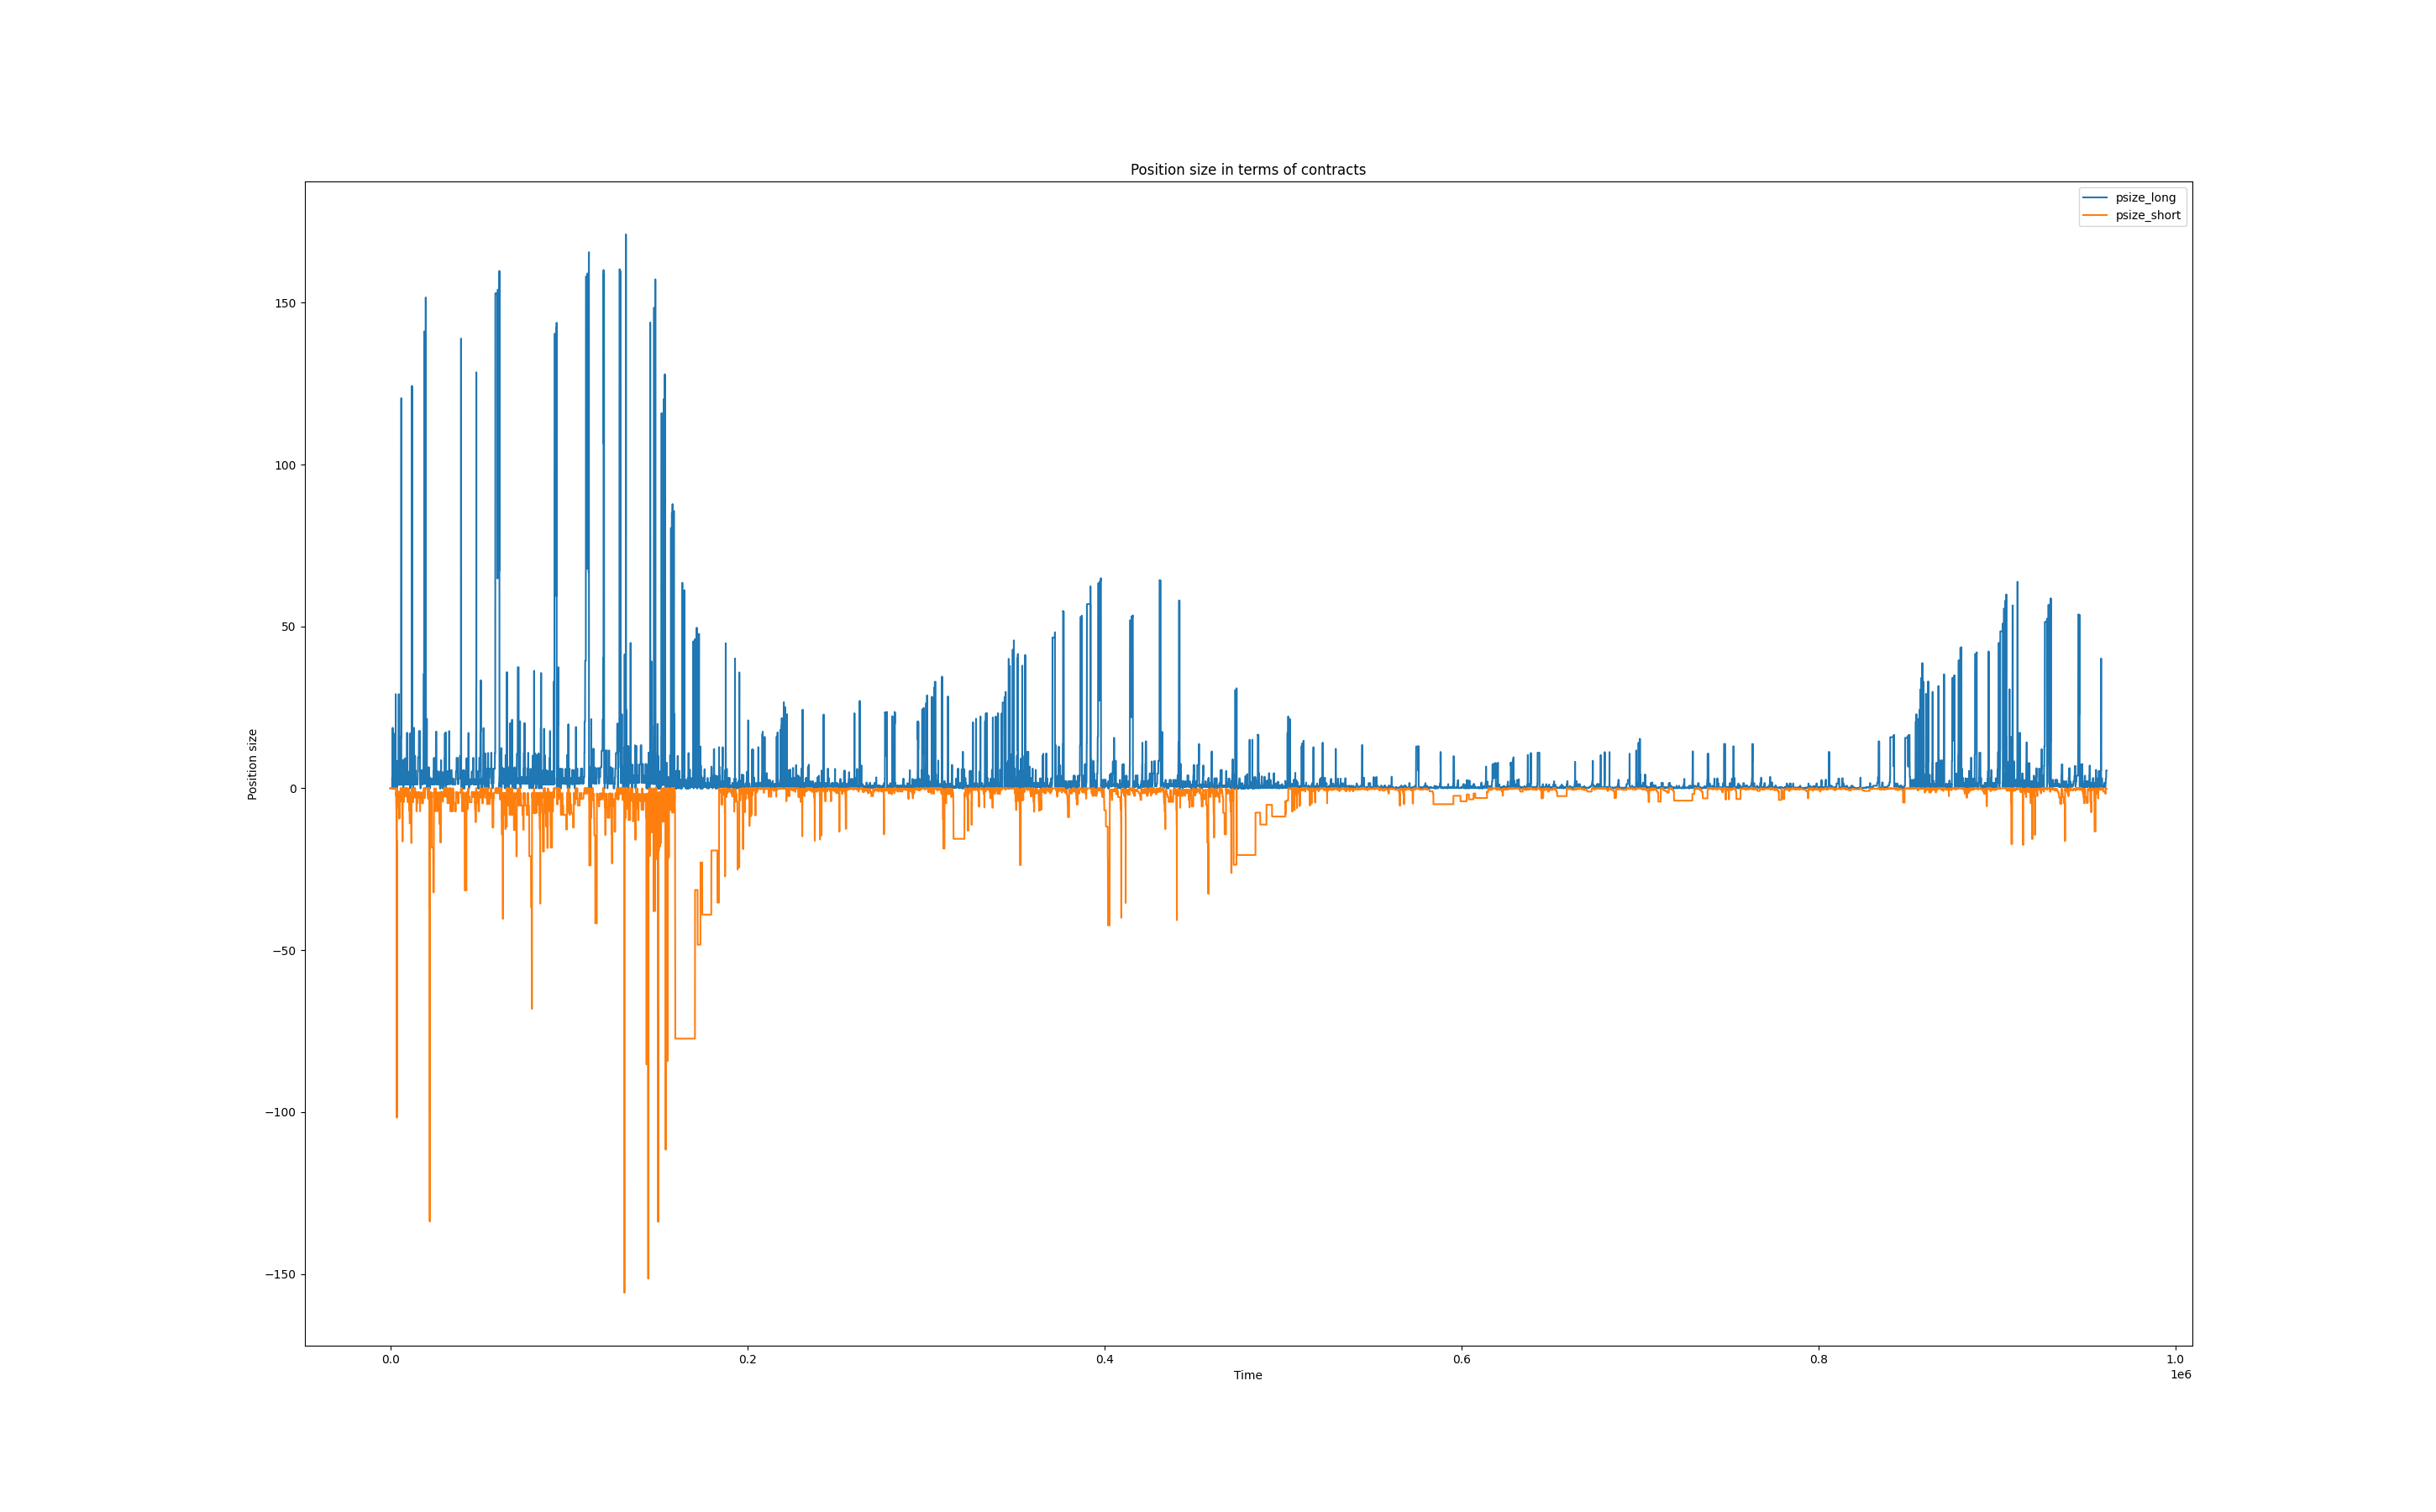 Position size in terms of contracts
psize_long
psize_short
Position size
150
100
50
0
−50
−100
−150
0.0
0.2
0.4
0.6
0.8
1.0
1e6
Time